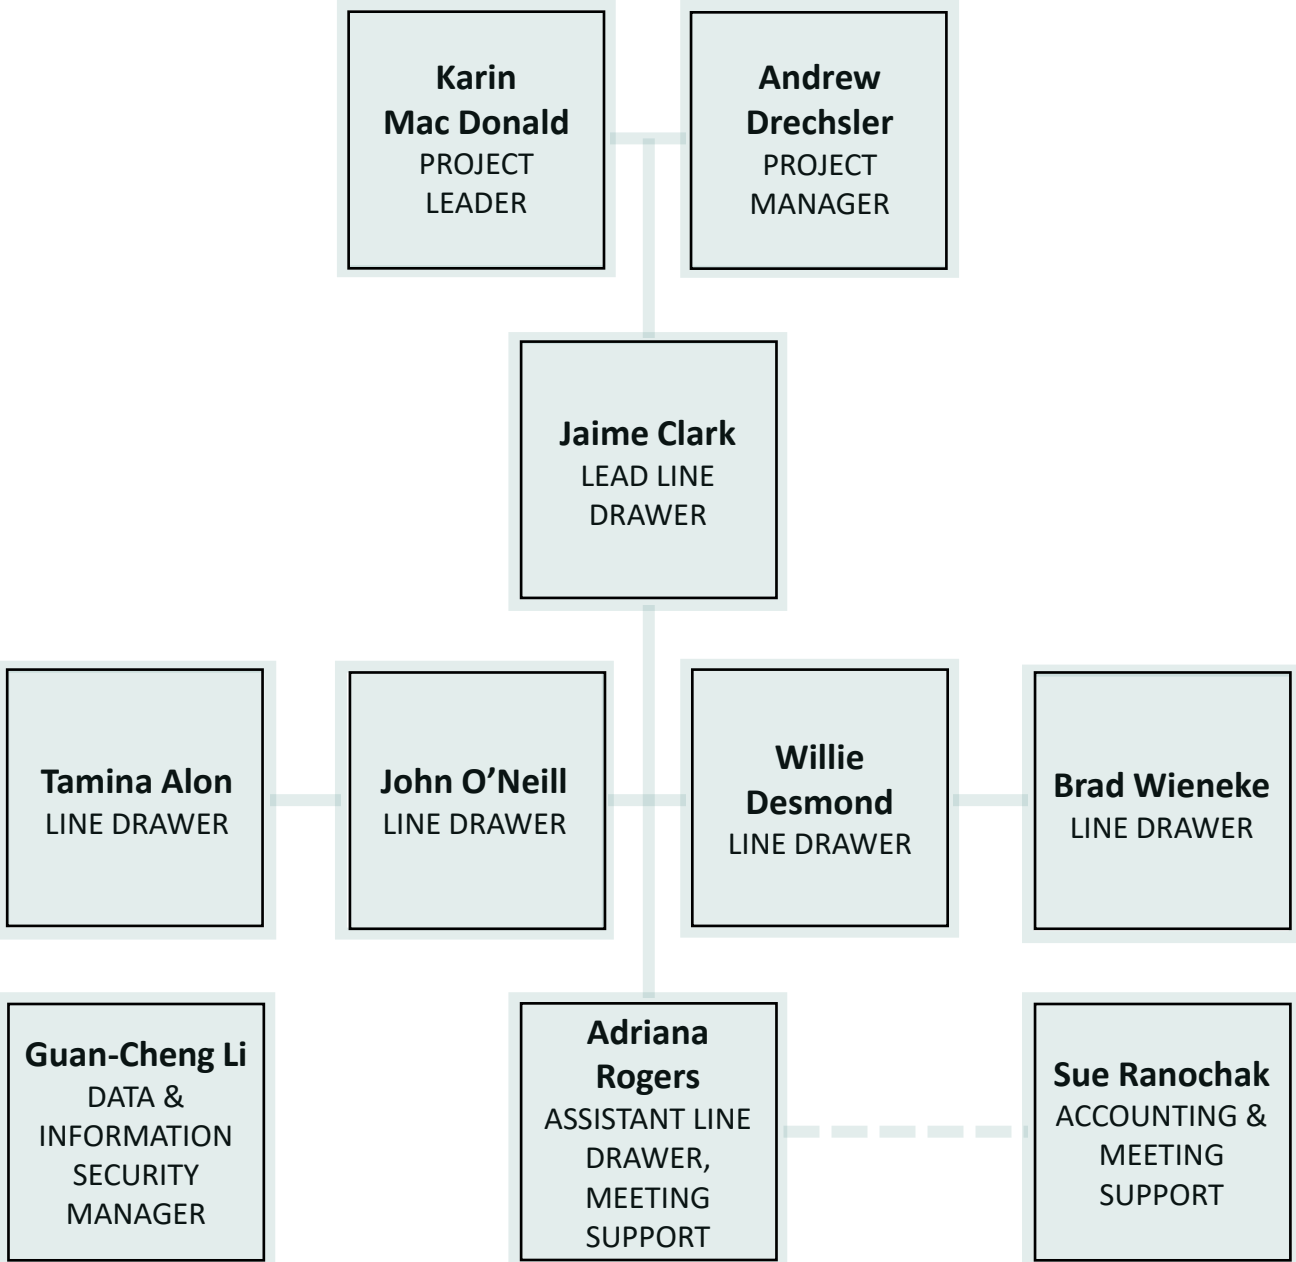 Karin
Mac Donald
PROJECT
LEADER
Andrew
Drechsler
PROJECT
MANAGER
Jaime Clark
LEAD LINE
DRAWER
Tamina Alon
LINE DRAWER
John O’Neill
LINE DRAWER
Willie
Desmond
LINE DRAWER
Brad Wieneke
LINE DRAWER
Guan-Cheng Li
DATA &
INFORMATION
SECURITY
MANAGER
Adriana
Rogers
ASSISTANT LINE
DRAWER,
MEETING
SUPPORT
Sue Ranochak
ACCOUNTING &
MEETING
SUPPORT